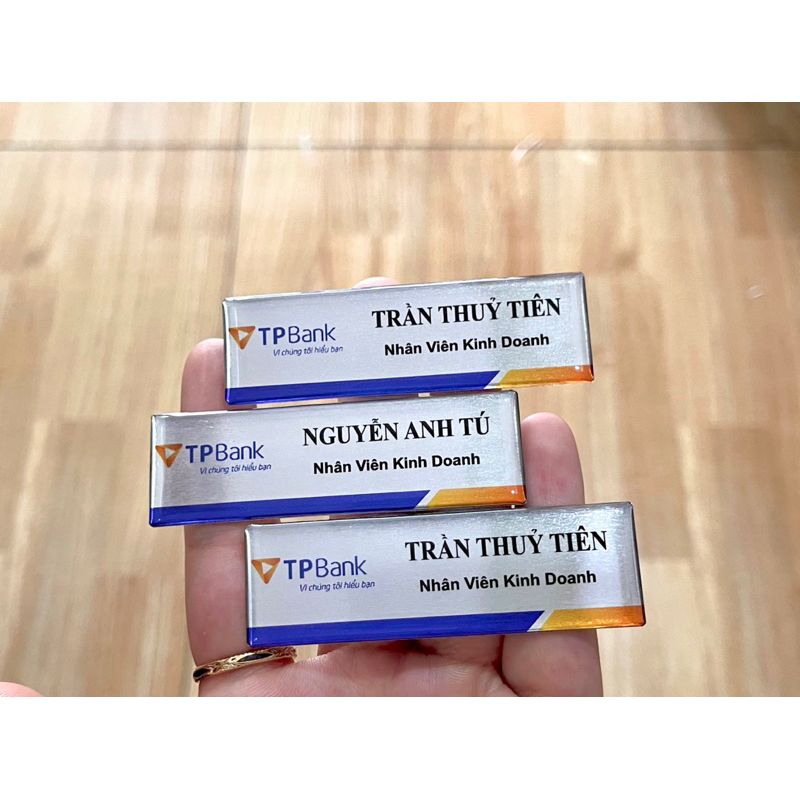 TPBank
Vì chúng tôi hiểu bạn
TRẦN THUỶ TIÊN
Nhân Viên Kinh Doanh
TPBank
Vì chúng tôi hiểu bạn
NGUYỄN ANH TÚ
Nhân Viên Kinh Doanh
TPBank
Vì chúng tôi hiểu bạn
TRẦN THUỶ TIÊN
Nhân Viên Kinh Doanh